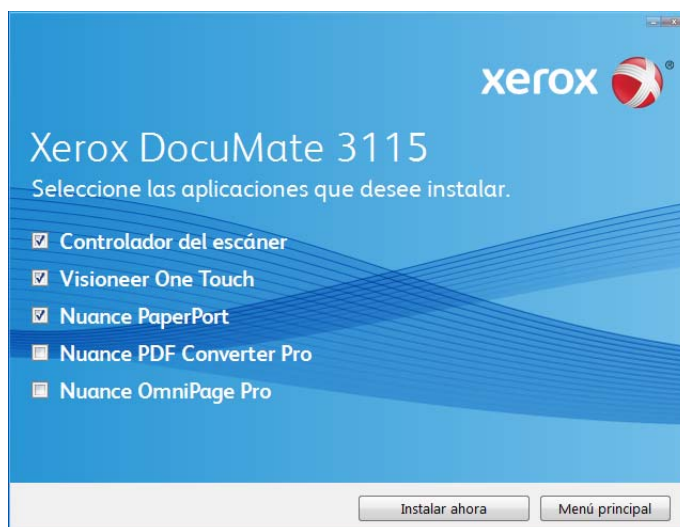 xerox
Xerox DocuMate 3115
Seleccione las aplicaciones que desee instalar.
Controlador del escáner
Visioneer One Touch
Nuance PaperPort
Nuance PDF Converter Pro
Nuance OmniPage Pro
Instalar ahora
Menú principal